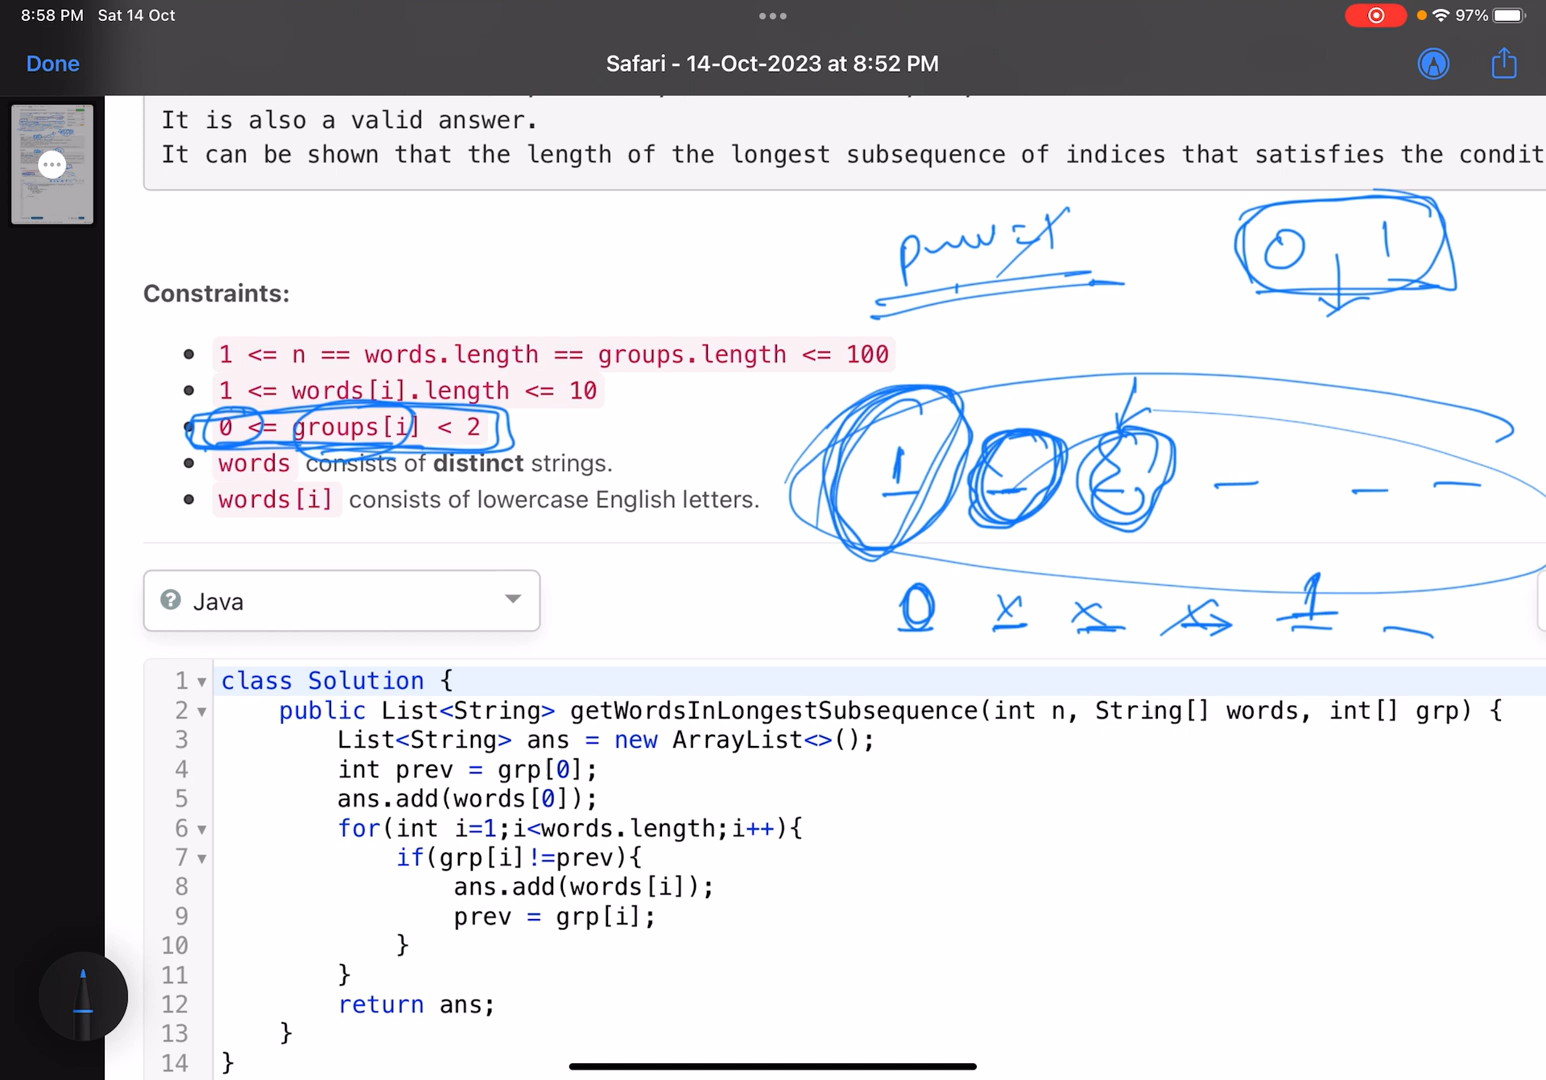 8:58 PM Sat 14 Oct
97%
Done
Safari - 14-Oct-2023 at 8:52 PM
It is also a valid answer.
It can be shown that the length of the longest subsequence of indices that satisfies the condit
prev = 1
0, 1
Constraints:
1 <= n == words.length == groups.length <= 100
1 <= words[i].length <= 10
0 <= groups[i] < 2
words consists of distinct strings.
words[i] consists of lowercase English letters.
1
0 x x x 1
Java
1 class Solution {
2 public List<String> getWordsInLongestSubsequence(int n, String[] words, int[] grp) {
3 List<String> ans = new ArrayList<>();
4 int prev = grp[0];
5 ans.add(words[0]);
6 for(int i=1;i<words.length;i++){
7 if(grp[i]!=prev){
8 ans.add(words[i]);
9 prev = grp[i];
10 }
11 }
12 return ans;
13 }
14 }